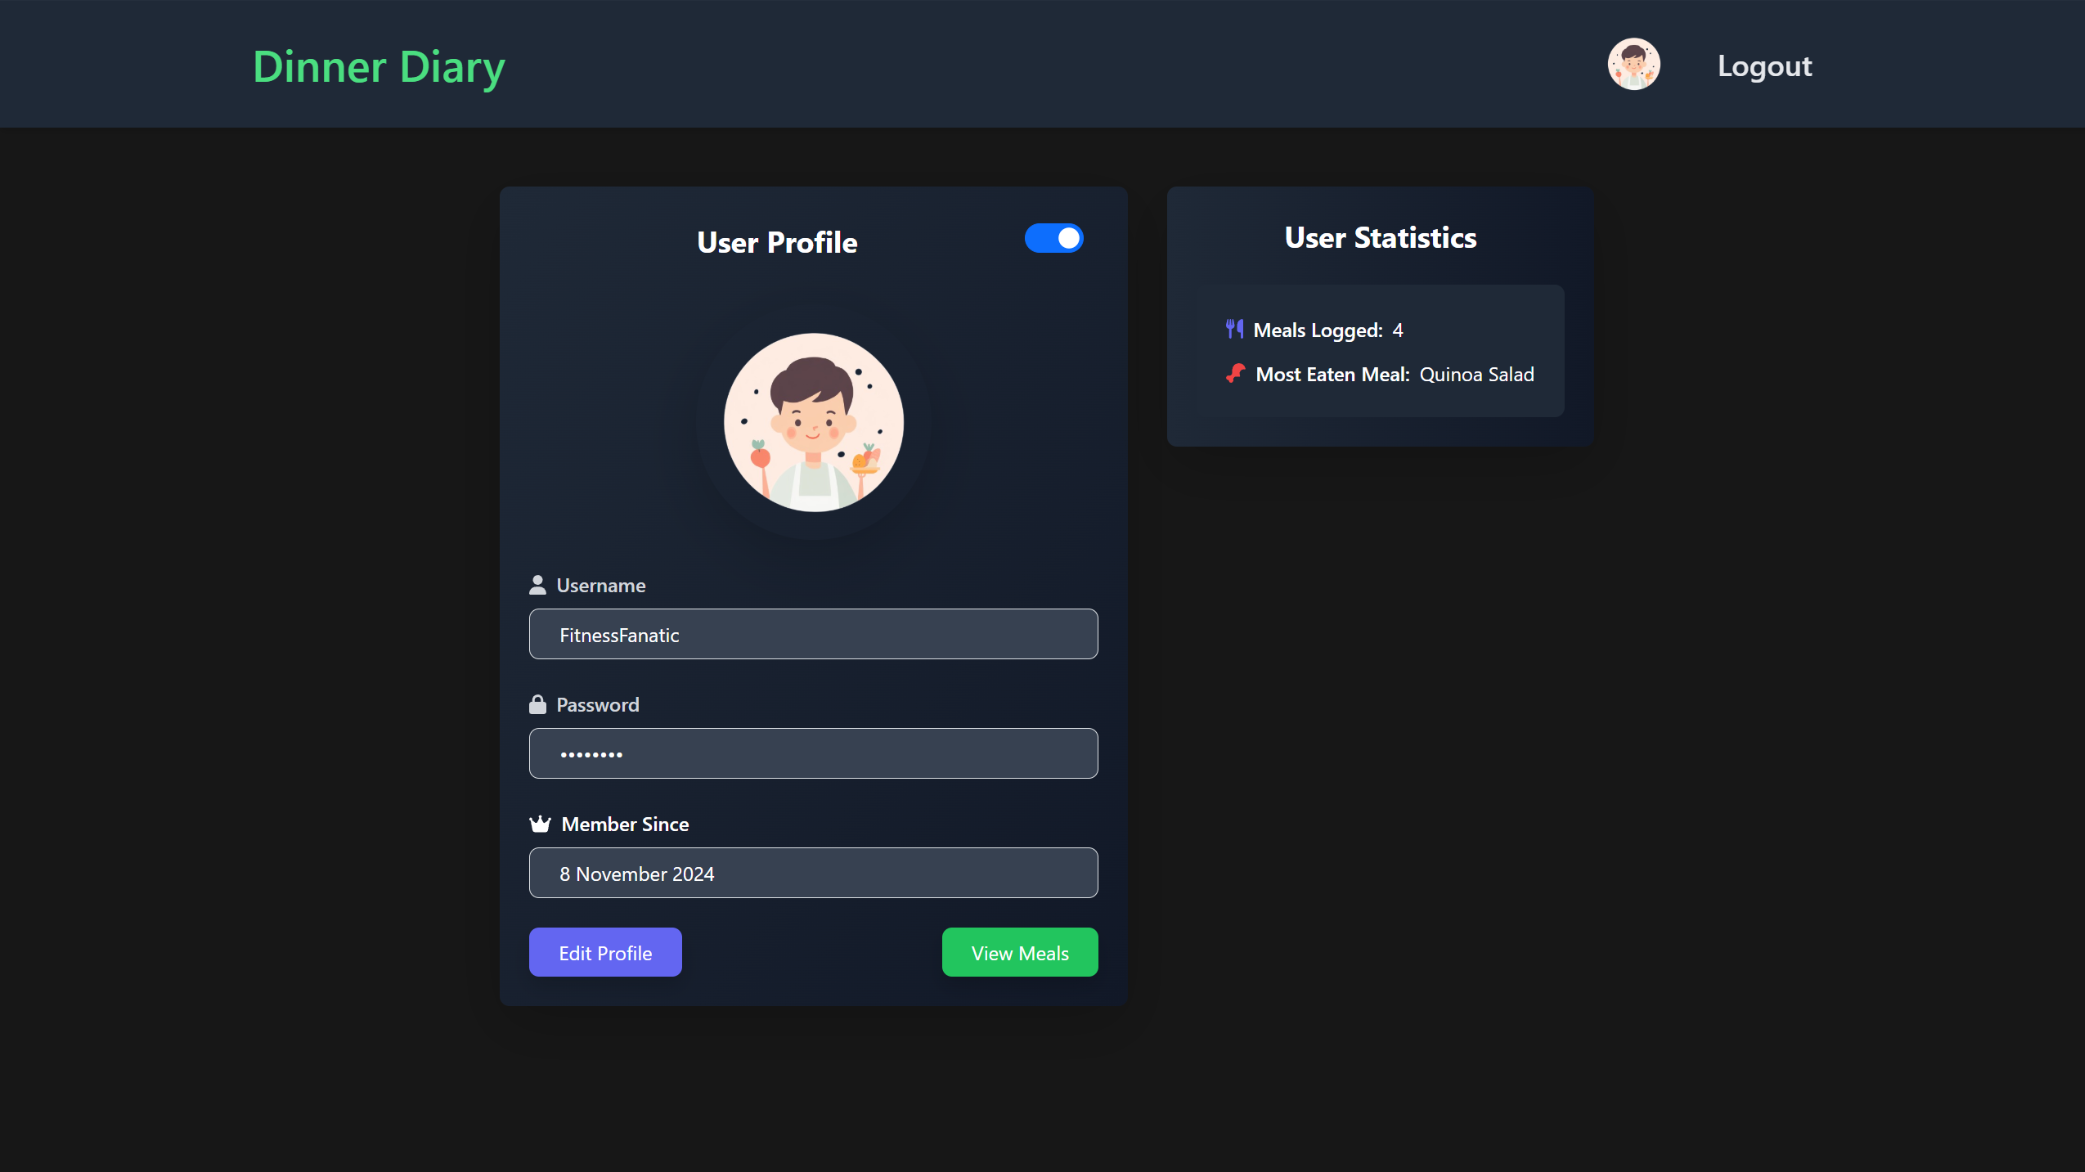 Dinner Diary
Logout
User Profile
Username
FitnessFanatic
Password
••••••••
Member Since
8 November 2024
Edit Profile
View Meals
User Statistics
Meals Logged: 4
Most Eaten Meal: Quinoa Salad